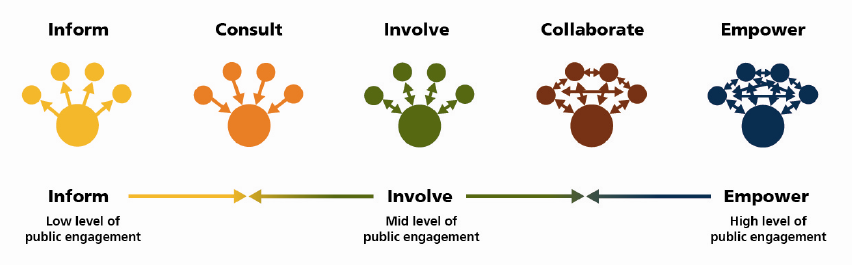 Inform Consult Involve Collaborate Empower
Inform Involve Empower
Low level of Mid level of High level of
public engagement public engagement public engagement